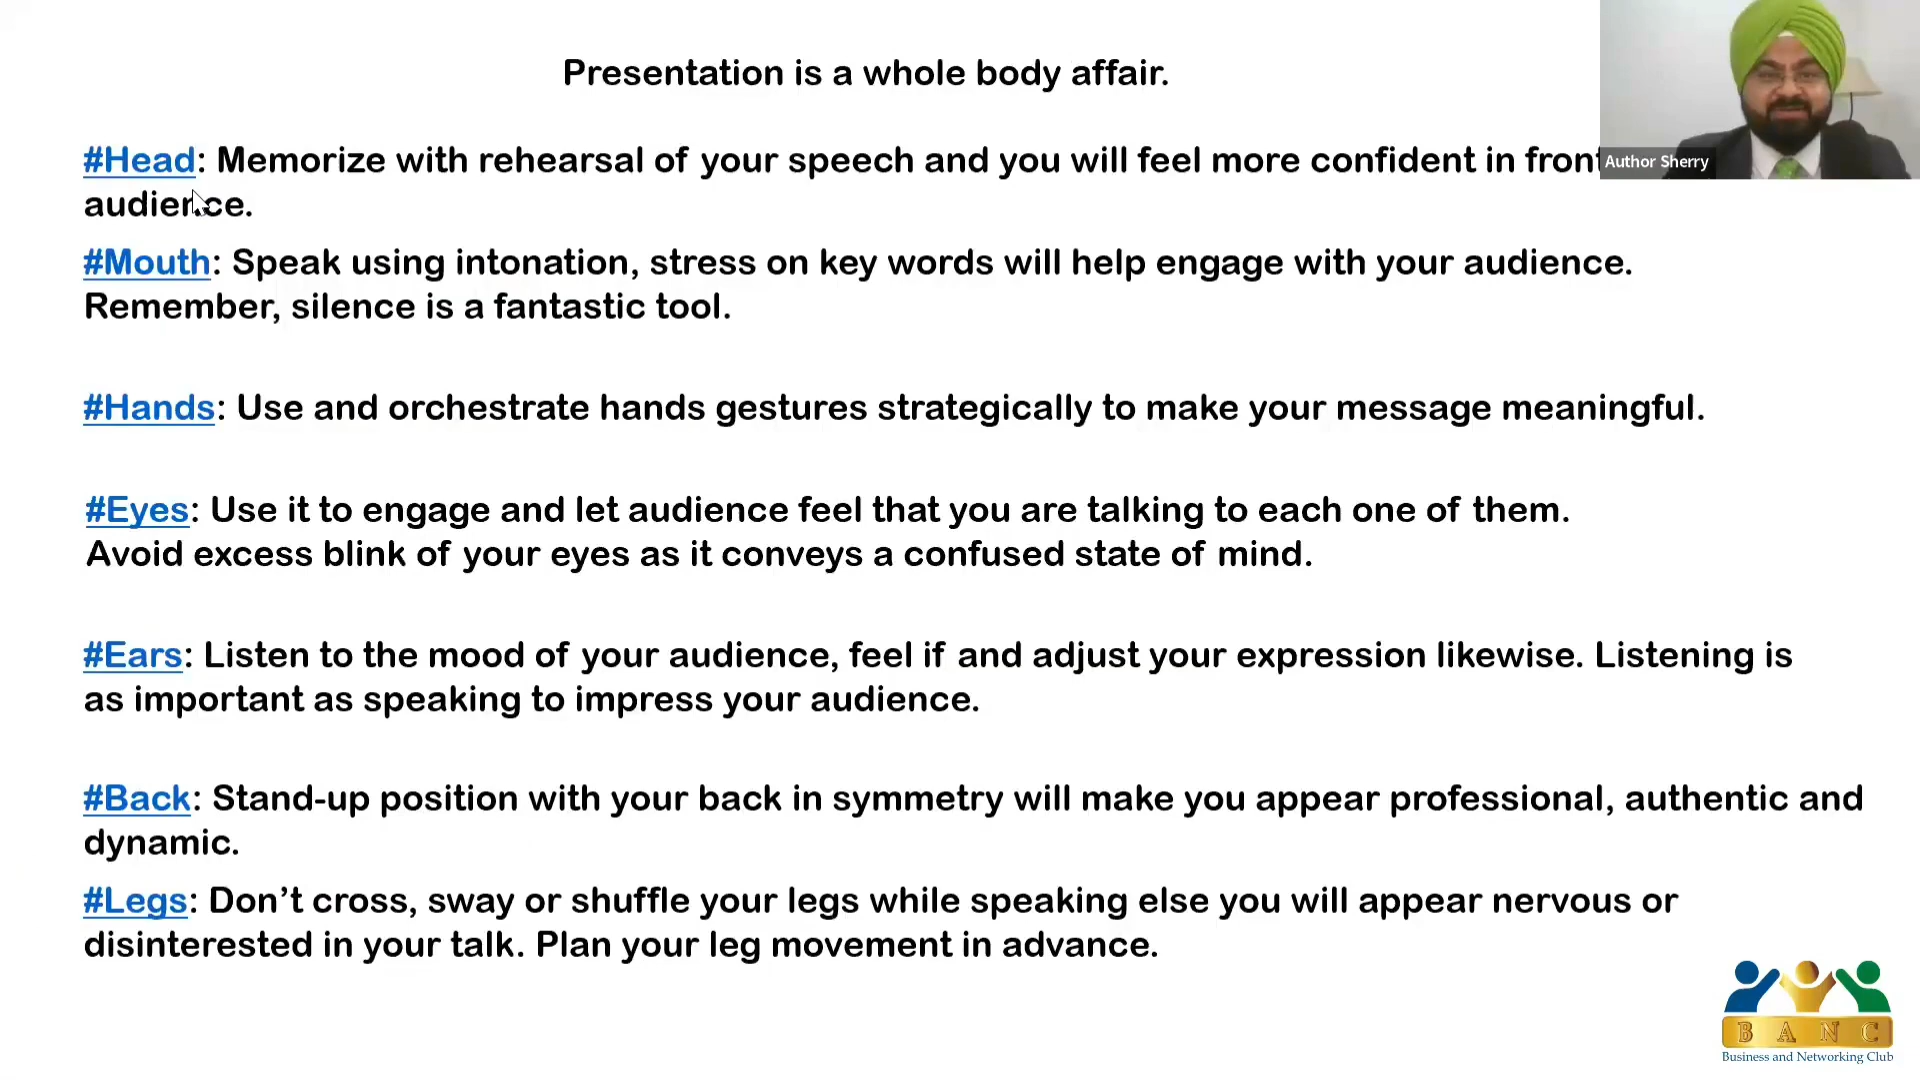 Presentation is a whole body affair.
#Head: Memorize with rehearsal of your speech and you will feel more confident in front
audience.
#Mouth: Speak using intonation, stress on key words will help engage with your audience.
Remember, silence is a fantastic tool.
#Hands: Use and orchestrate hands gestures strategically to make your message meaningful.
#Eyes: Use it to engage and let audience feel that you are talking to each one of them.
Avoid excess blink of your eyes as it conveys a confused state of mind.
#Ears: Listen to the mood of your audience, feel if and adjust your expression likewise. Listening is
as important as speaking to impress your audience.
#Back: Stand-up position with your back in symmetry will make you appear professional, authentic and
dynamic.
#Legs: Don’t cross, sway or shuffle your legs while speaking else you will appear nervous or
disinterested in your talk. Plan your leg movement in advance.
Author Sherry
BANC
Business and Networking Club